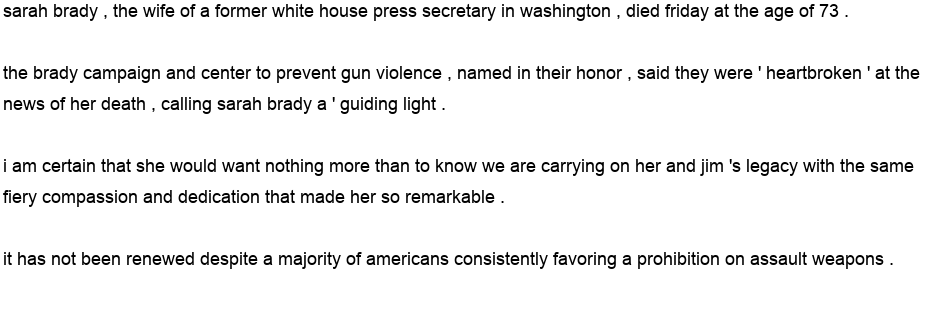 sarah brady , the wife of a former white house press secretary in washington , died friday at the age of 73 .
the brady campaign and center to prevent gun violence , named in their honor , said they were ' heartbroken ' at the
news of her death , calling sarah brady a ' guiding light .
i am certain that she would want nothing more than to know we are carrying on her and jim 's legacy with the same
fiery compassion and dedication that made her so remarkable .
it has not been renewed despite a majority of americans consistently favoring a prohibition on assault weapons .